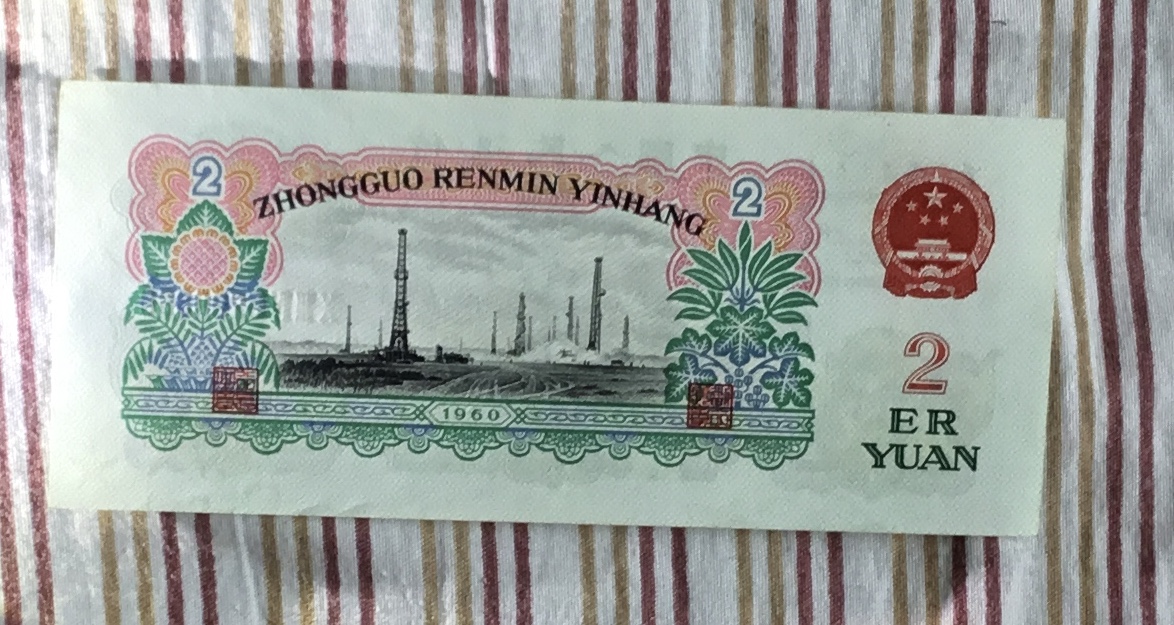 2
ZHONGGUO RENMIN YINHANG
2
1960
2
ER
YUAN